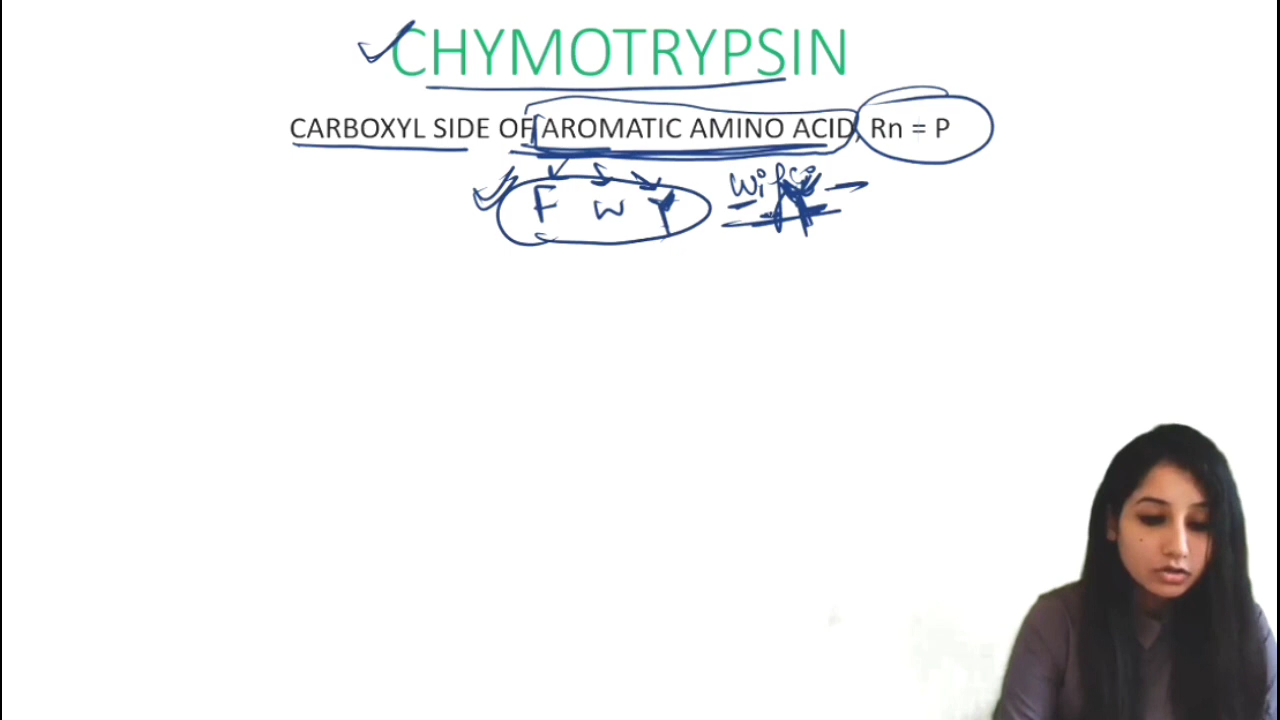 CHYMOTRYPSIN
CARBOXYL SIDE OF AROMATIC AMINO ACID, Rn = P
F W Y